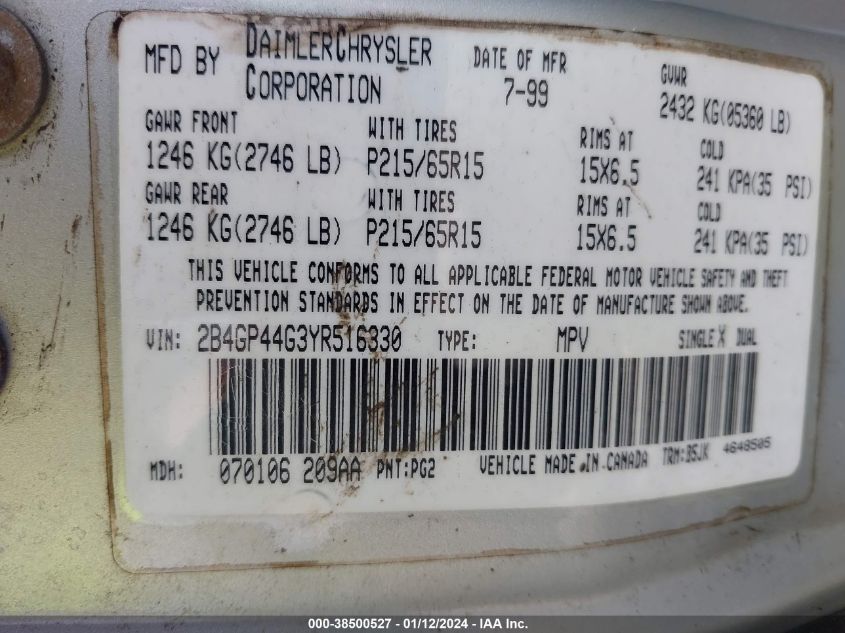 MFD BY DAIMLERCHRYSLER CORPORATION DATE OF MFR 7-99 GVWR 2432 KG(05360 LB)
GAWR FRONT WITH TIRES RIMS AT COLD
1246 KG(2746 LB) P215/65R15 15X6.5 241 KPA(35 PSI)
GAWR REAR WITH TIRES RIMS AT COLD
1246 KG(2746 LB) P215/65R15 15X6.5 241 KPA(35 PSI)
THIS VEHICLE CONFORMS TO ALL APPLICABLE FEDERAL MOTOR VEHICLE SAFETY AND THEFT
PREVENTION STANDARDS IN EFFECT ON THE DATE OF MANUFACTURE SHOWN ABOVE.
VIN: 2B4GP44G3YR516330 TYPE: MPV SINGLE X DUAL
MDH: 070106 209AA PNT:PG2 VEHICLE MADE IN CANADA TRM:B5JK 4648505
000-38500527 - 01/12/2024 - IAA Inc.